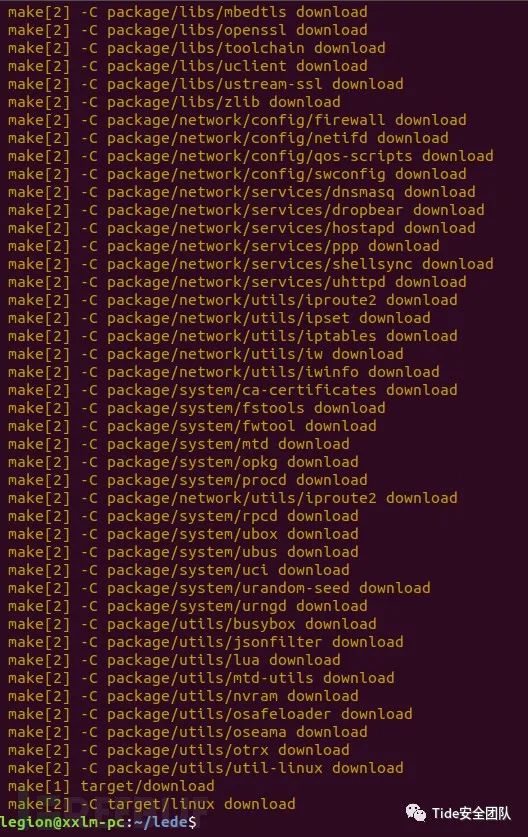 make[2] -C package/libs/mbedtls download
make[2] -C package/libs/openssl download
make[2] -C package/libs/toolchain download
make[2] -C package/libs/uclient download
make[2] -C package/libs/ustream-ssl download
make[2] -C package/libs/zlib download
make[2] -C package/network/config/firewall download
make[2] -C package/network/config/netifd download
make[2] -C package/network/config/qos-scripts download
make[2] -C package/network/config/swconfig download
make[2] -C package/network/services/dnsmasq download
make[2] -C package/network/services/dropbear download
make[2] -C package/network/services/hostapd download
make[2] -C package/network/services/ppp download
make[2] -C package/network/services/shellsync download
make[2] -C package/network/services/uhttpd download
make[2] -C package/network/utils/iproute2 download
make[2] -C package/network/utils/ipset download
make[2] -C package/network/utils/iptables download
make[2] -C package/network/utils/iw download
make[2] -C package/network/utils/iwinfo download
make[2] -C package/system/ca-certificates download
make[2] -C package/system/fstools download
make[2] -C package/system/fwtool download
make[2] -C package/system/mtd download
make[2] -C package/system/opkg download
make[2] -C package/system/procd download
make[2] -C package/network/utils/iproute2 download
make[2] -C package/system/rpcd download
make[2] -C package/system/ubox download
make[2] -C package/system/ubus download
make[2] -C package/system/uci download
make[2] -C package/system/urandom-seed download
make[2] -C package/system/urngd download
make[2] -C package/utils/busybox download
make[2] -C package/utils/jsonfilter download
make[2] -C package/utils/lua download
make[2] -C package/utils/mtd-utils download
make[2] -C package/utils/nvram download
make[2] -C package/utils/osafeloader download
make[2] -C package/utils/oseama download
make[2] -C package/utils/otrx download
make[2] -C package/utils/util-linux download
make[1] target/download
make[2] -C target/linux download
legion@xxlm-pc:~/lede$
Tide安全团队